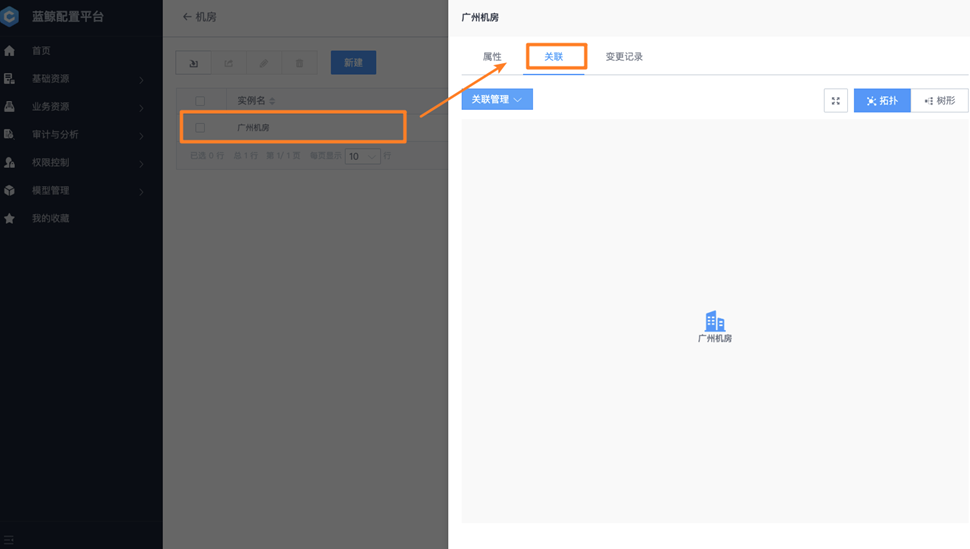 蓝鲸配置平台
首页
基础资源
业务资源
审计与分析
权限控制
模型管理
我的收藏
机房
新建
实例名
广州机房
已选 0 行 总 1 行 第 1/ 1 页 每页显示 10 行
广州机房
属性 关联 变更记录
关联管理 拓扑 树形
广州机房